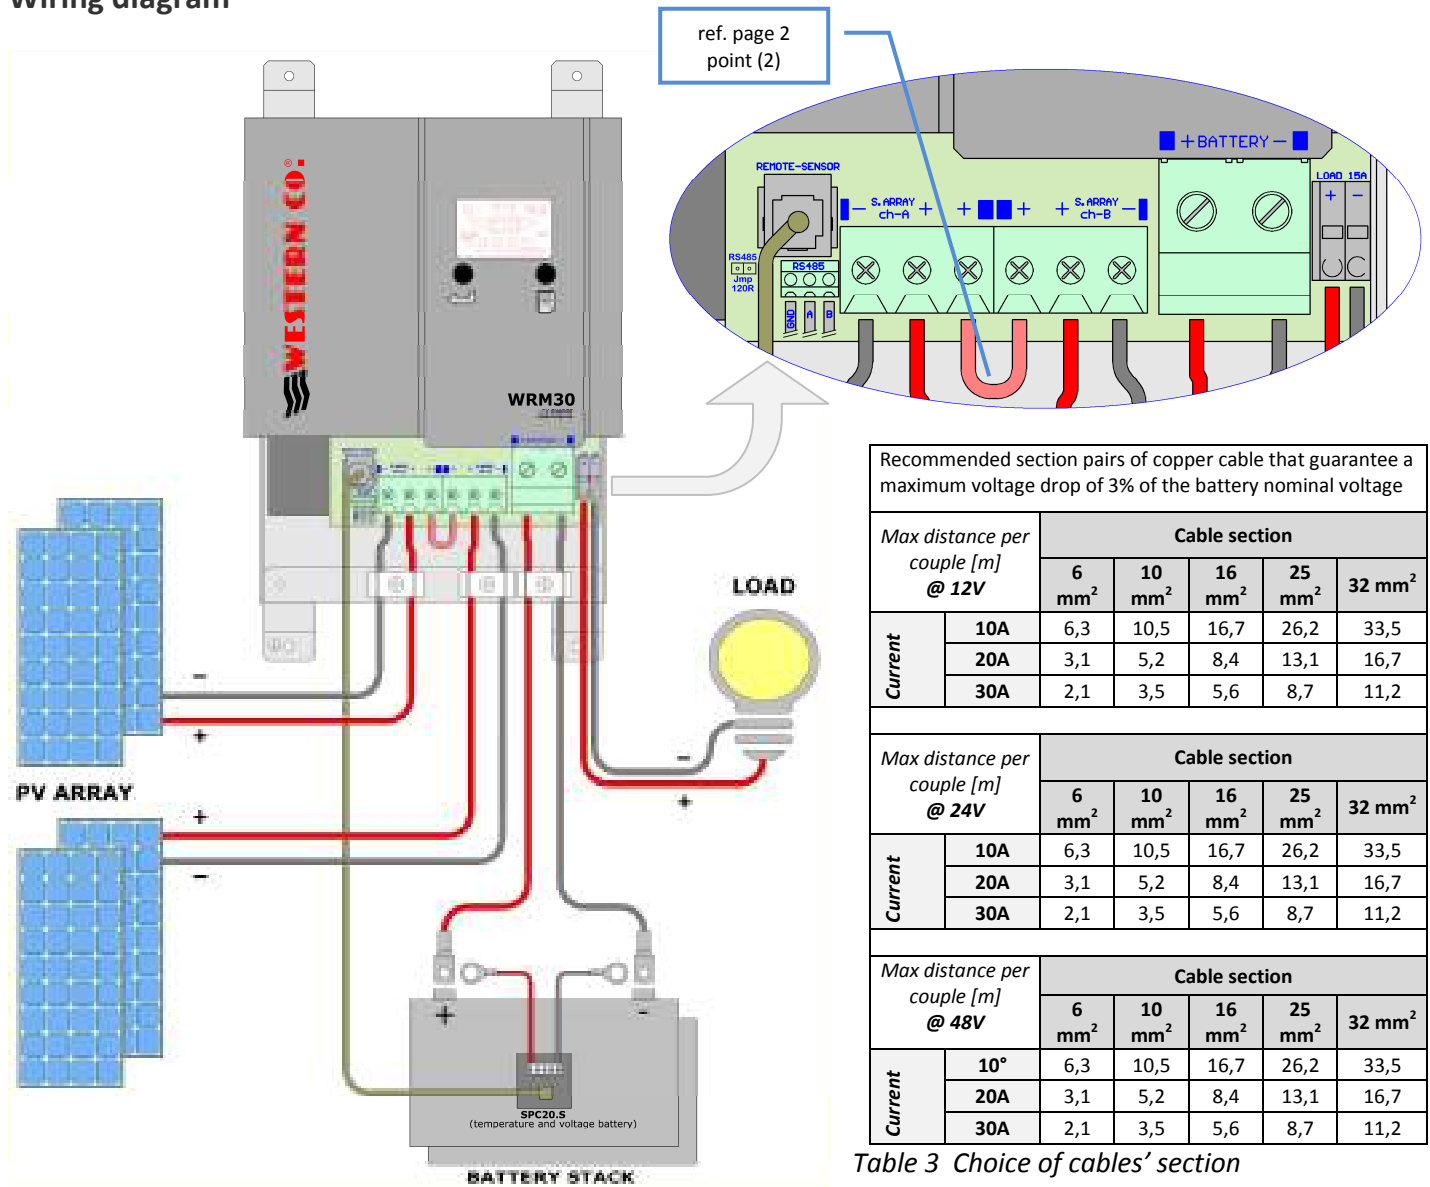 Wiring diagram
ref. page 2
point (2)
WESTERN CO.
®
WRM30
REMOTE-SENSOR
+ BATTERY −
LOAD 15A
+ −
− S.ARRAY + + + + S.ARRAY −
ch-A ch-B
RS485
Jmp
120R
RS485
GND A B
PV ARRAY
−
+
+
−
LOAD
−
+
+ -
SPC20.S
(temperature and voltage battery)
BATTERY STACK
Recommended section pairs of copper cable that guarantee a
maximum voltage drop of 3% of the battery nominal voltage
Max distance per
couple [m]
@ 12V
Cable section
6 mm² 10 mm² 16 mm² 25 mm² 32 mm²
Current
10A 6,3 10,5 16,7 26,2 33,5
20A 3,1 5,2 8,4 13,1 16,7
30A 2,1 3,5 5,6 8,7 11,2
Max distance per
couple [m]
@ 24V
Cable section
6 mm² 10 mm² 16 mm² 25 mm² 32 mm²
Current
10A 6,3 10,5 16,7 26,2 33,5
20A 3,1 5,2 8,4 13,1 16,7
30A 2,1 3,5 5,6 8,7 11,2
Max distance per
couple [m]
@ 48V
Cable section
6 mm² 10 mm² 16 mm² 25 mm² 32 mm²
Current
10° 6,3 10,5 16,7 26,2 33,5
20A 3,1 5,2 8,4 13,1 16,7
30A 2,1 3,5 5,6 8,7 11,2
Table 3 Choice of cables’ section